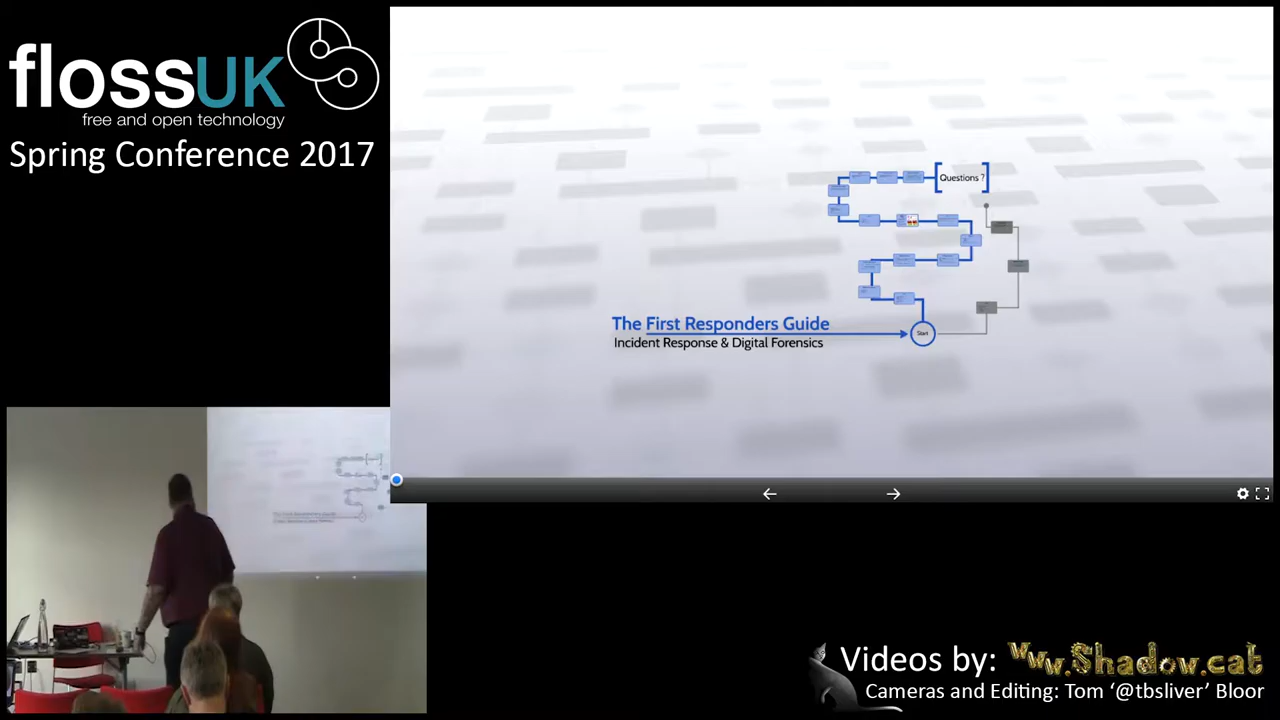 flossUK
free and open technology
Spring Conference 2017
Questions ?
Start
The First Responders Guide
Incident Response & Digital Forensics
Videos by: www.Shadow.cat
Cameras and Editing: Tom ‘@tbsliver’ Bloor